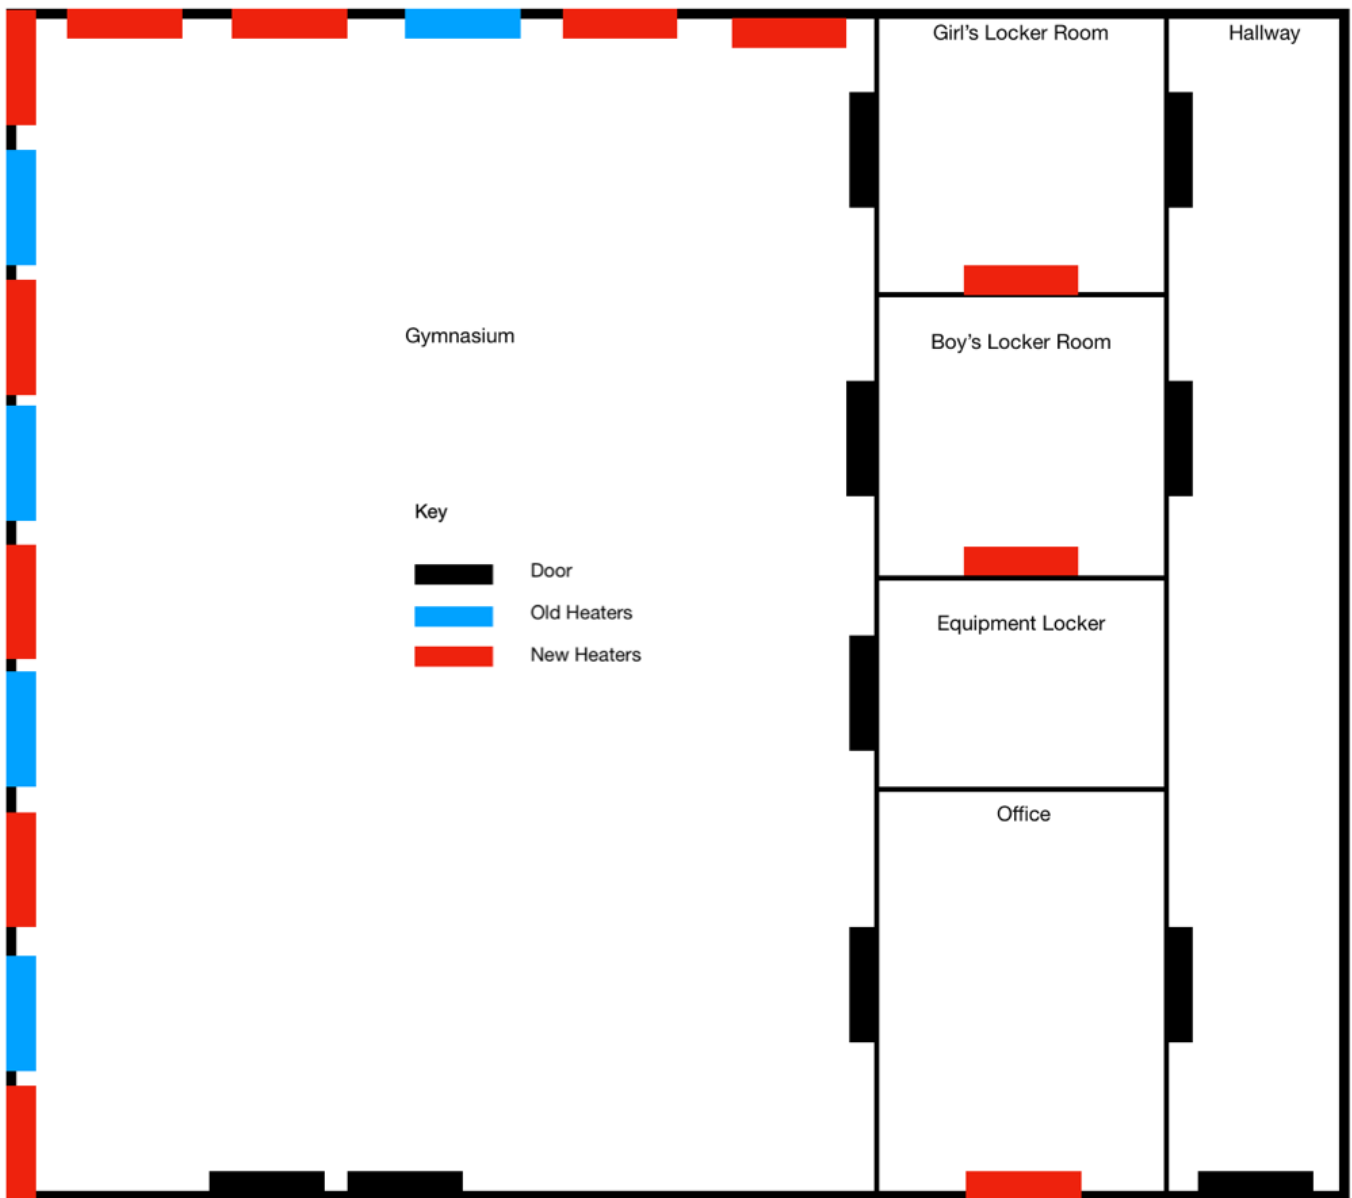 Girl's Locker Room
Hallway
Gymnasium
Boy's Locker Room
Key
Door
Old Heaters
New Heaters
Equipment Locker
Office